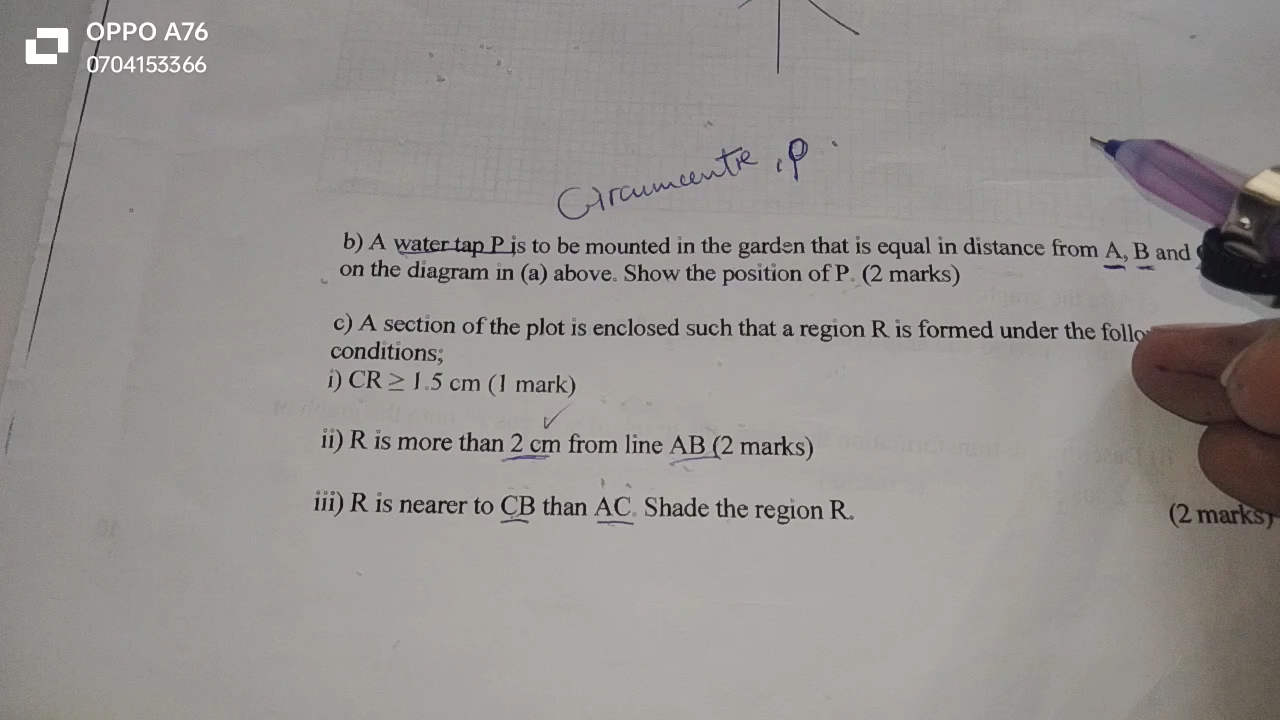 OPPO A76
0704153366
Circumcentre, P.
b) A water tap P is to be mounted in the garden that is equal in distance from A, B and
on the diagram in (a) above. Show the position of P. (2 marks)
c) A section of the plot is enclosed such that a region R is formed under the
conditions;
i) CR ≥ 1.5 cm (1 mark)
ii) R is more than 2 cm from line AB (2 marks)
iii) R is nearer to CB than AC. Shade the region R. (2 marks)